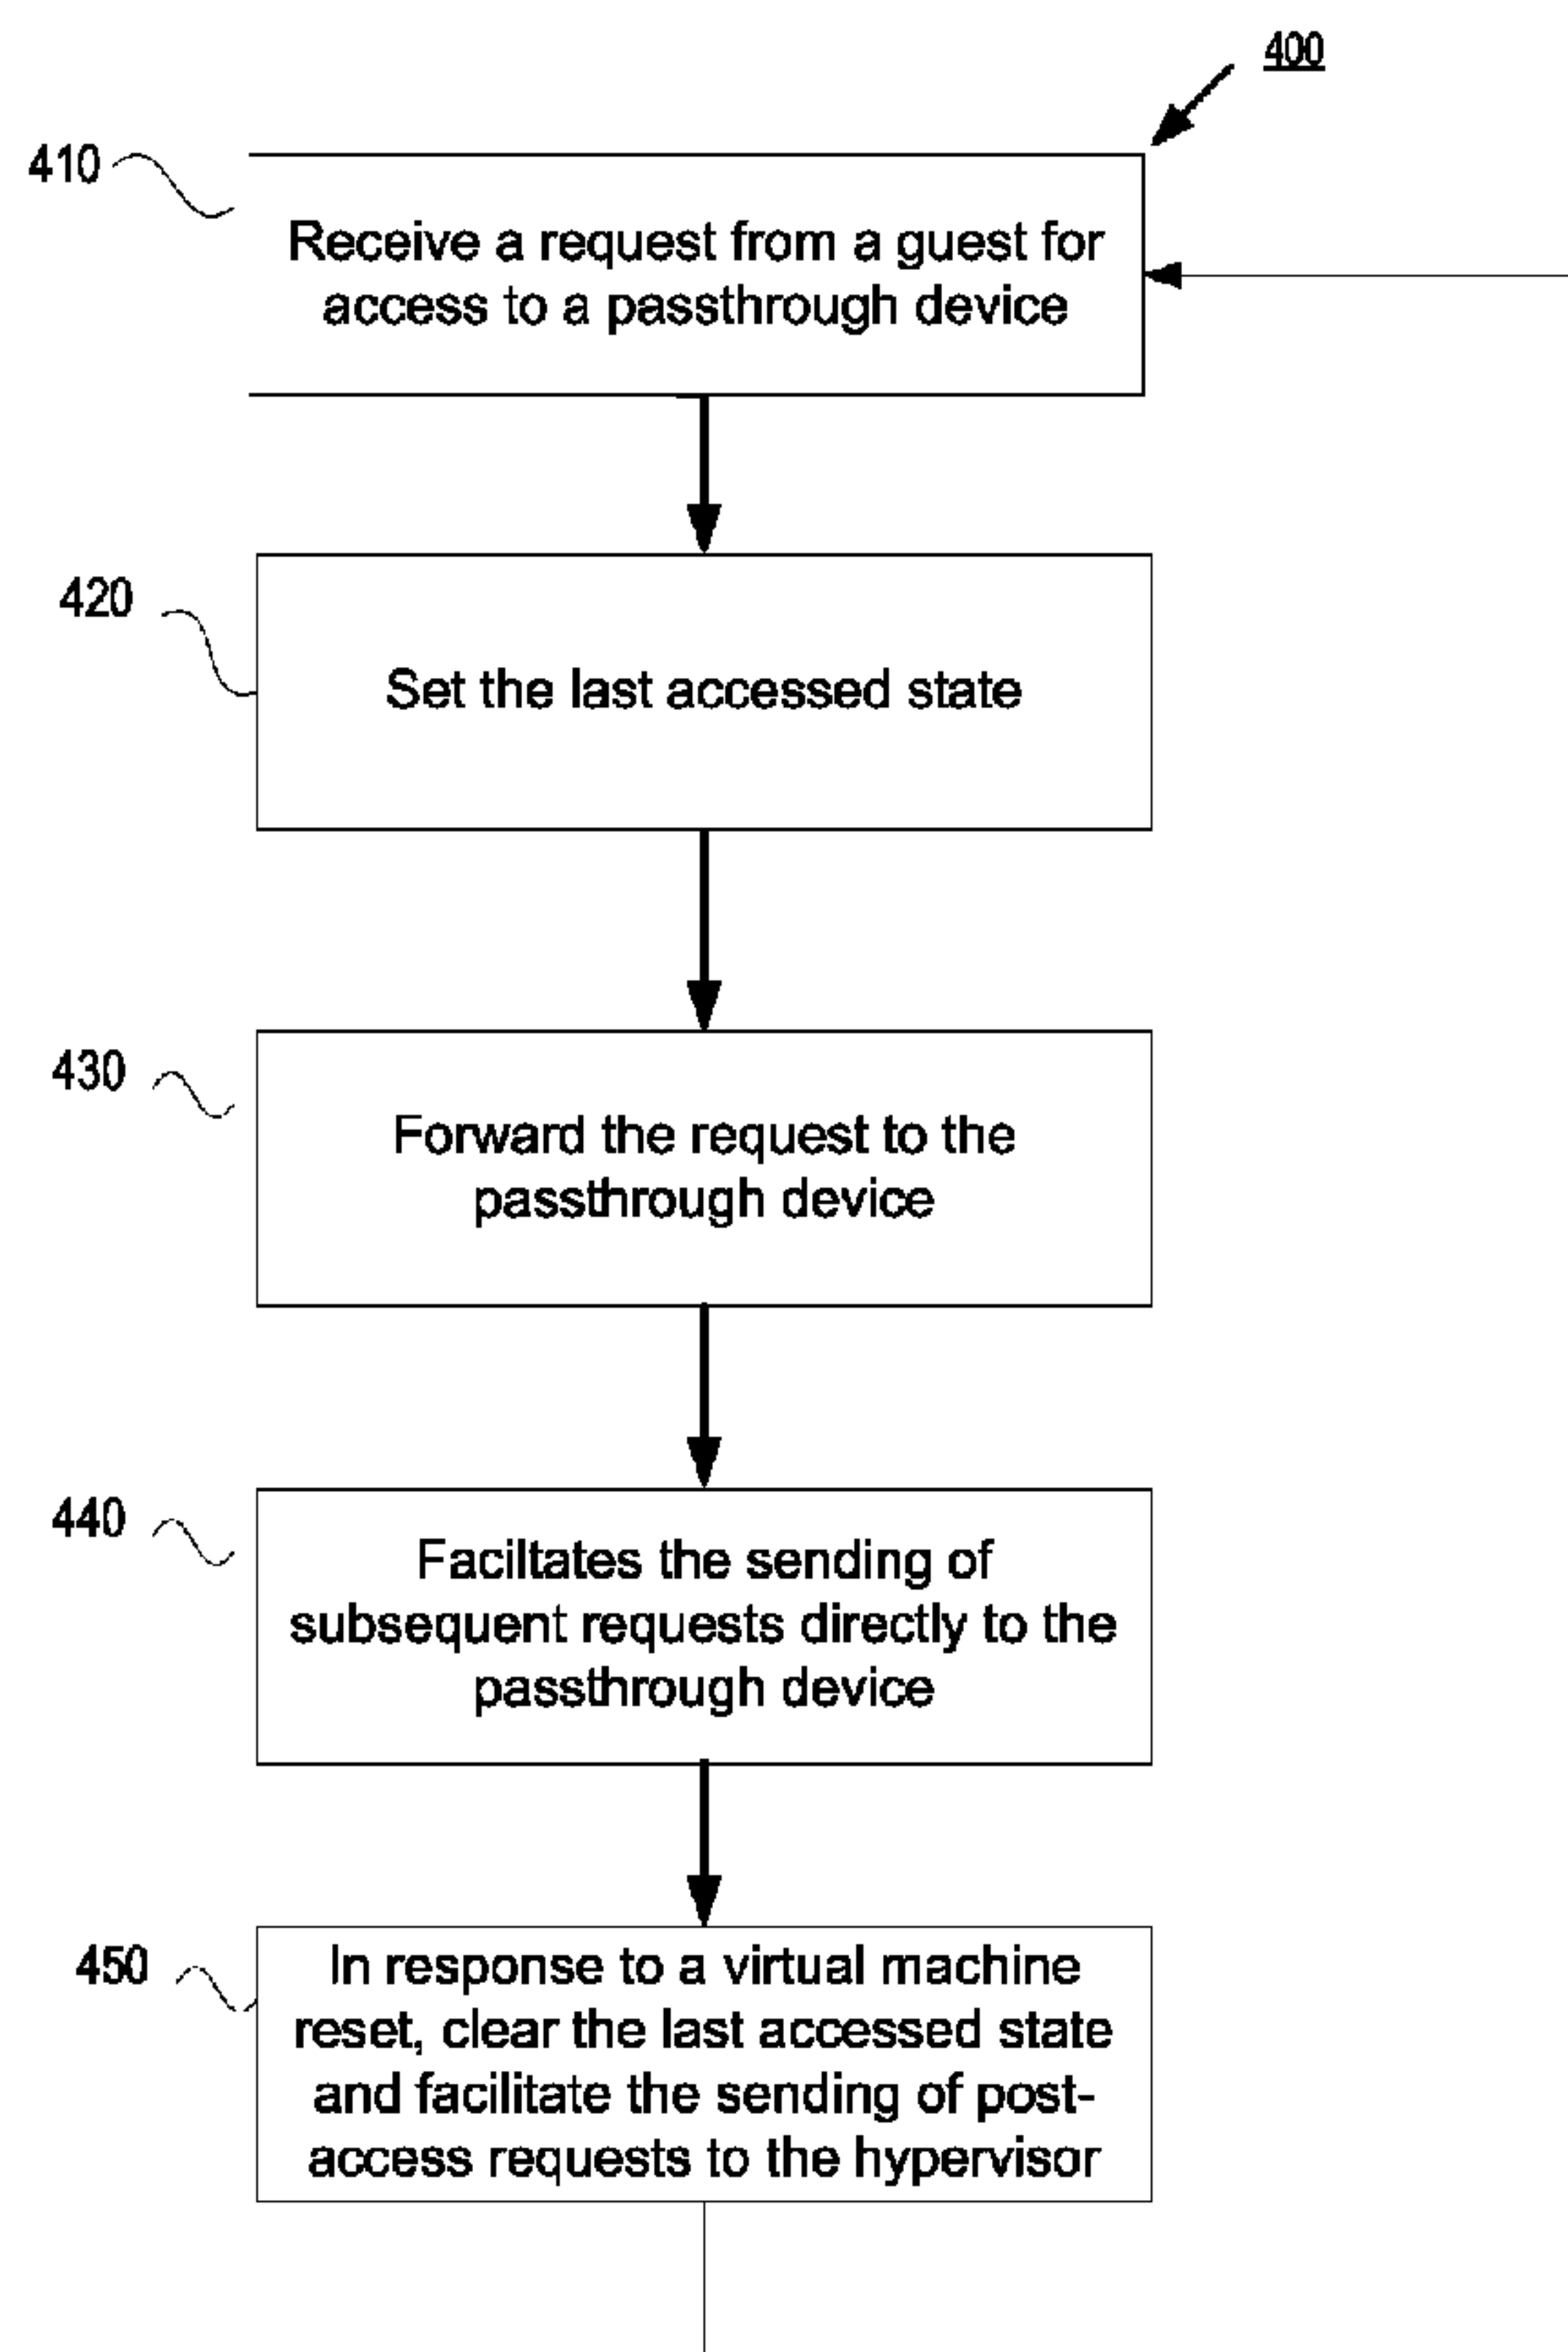 400
410
Receive a request from a guest for
access to a passthrough device
420
Set the last accessed state
430
Forward the request to the
passthrough device
440
Faciltates the sending of
subsequent requests directly to the
passthrough device
450
In response to a virtual machine
reset, clear the last accessed state
and facilitate the sending of post-
access requests to the hypervisor